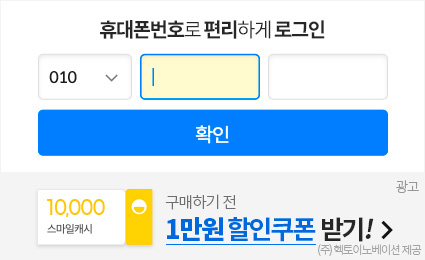 휴대폰번호로 편리하게 로그인
010
확인
광고
10,000
스마일캐시
구매하기 전
1만원 할인쿠폰 받기!
(주)헥토이노베이션 제공